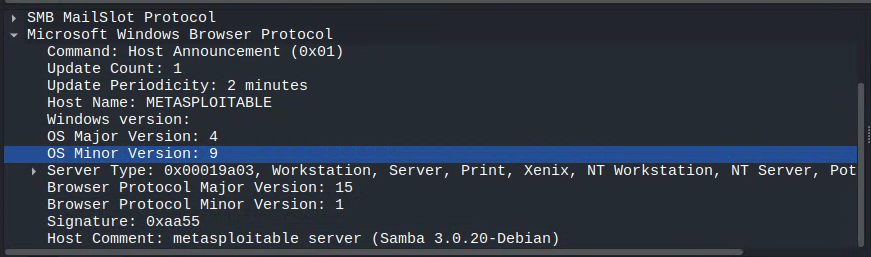 SMB MailSlot Protocol
Microsoft Windows Browser Protocol
Command: Host Announcement (0x01)
Update Count: 1
Update Periodicity: 2 minutes
Host Name: METASPLOITABLE
Windows version:
OS Major Version: 4
OS Minor Version: 9
Server Type: 0x00019a03, Workstation, Server, Print, Xenix, NT Workstation, NT Server, Pot
Browser Protocol Major Version: 15
Browser Protocol Minor Version: 1
Signature: 0xaa55
Host Comment: metasploitable server (Samba 3.0.20-Debian)